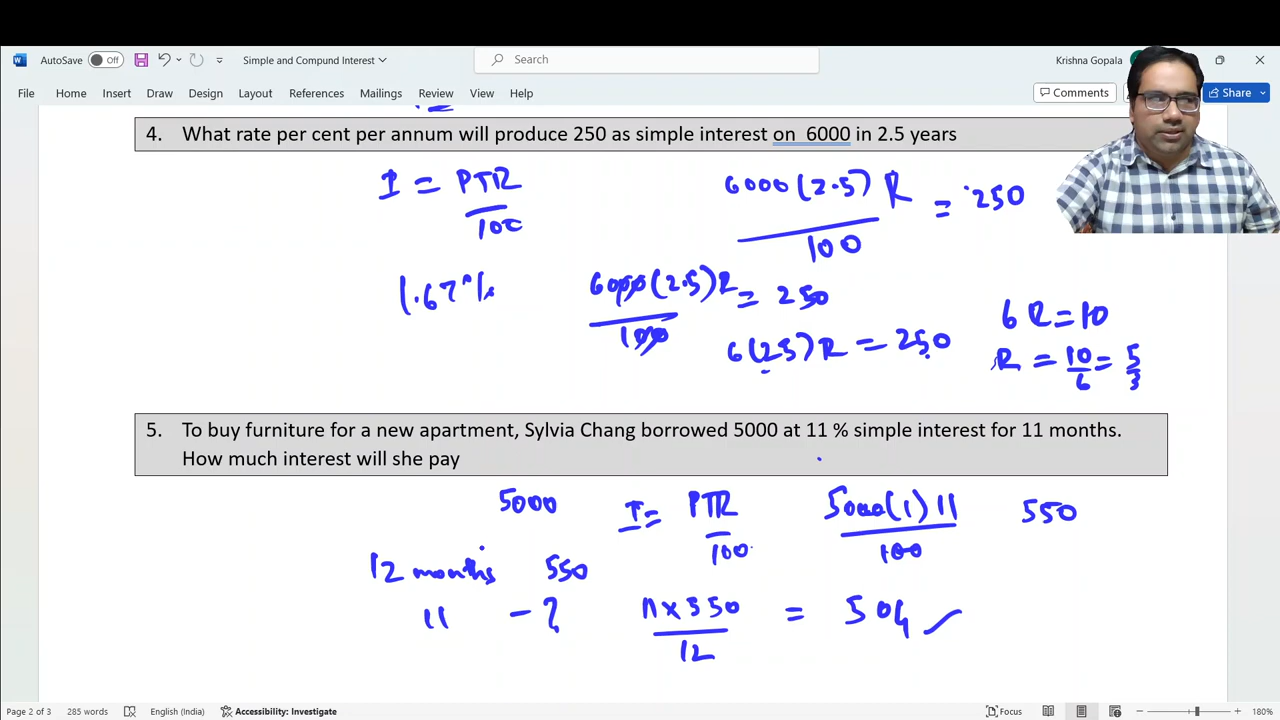 AutoSave Off Simple and Compund Interest Search Krishna Gopala
File Home Insert Draw Design Layout References Mailings Review View Help Comments Share
4. What rate per cent per annum will produce 250 as simple interest on 6000 in 2.5 years
I = PTR/100 6000(2.5)R/100 = 250
1.67% 6000(2.5)R/100 = 250
6(25)R = 250
6R = 10
R = 10/6 = 5/3
5. To buy furniture for a new apartment, Sylvia Chang borrowed 5000 at 11 % simple interest for 11 months.
How much interest will she pay
5000 I = PTR/100 5000(1)11/100 550
12 months 550
11 - ? 11x550/12 = 504
Page 2 of 3 285 words English (India) Accessibility: Investigate Focus 180%